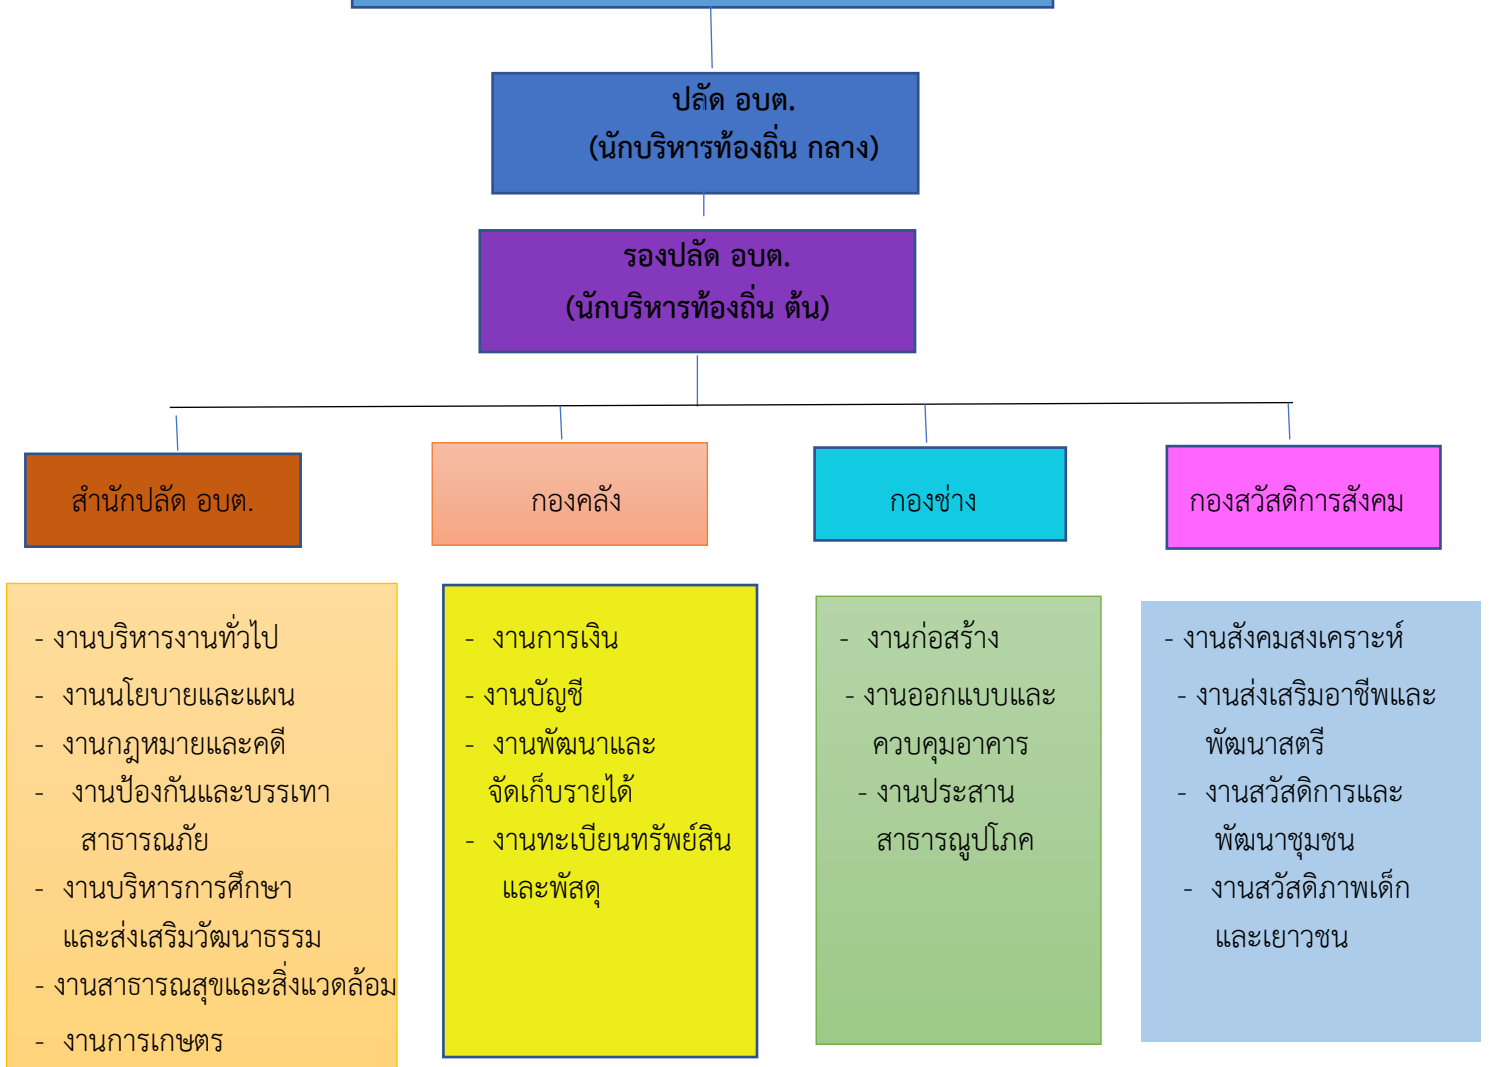 ปลัด อบต.
(นักบริหารท้องถิ่น กลาง)
รองปลัด อบต.
(นักบริหารท้องถิ่น ต้น)
สำนักปลัด อบต.
กองคลัง
กองช่าง
กองสวัสดิการสังคม
- งานบริหารงานทั่วไป
- งานนโยบายและแผน
- งานกฎหมายและคดี
- งานป้องกันและบรรเทา
สาธารณภัย
- งานบริหารการศึกษา
และส่งเสริมวัฒนาธรรม
- งานสาธารณสุขและสิ่งแวดล้อม
- งานการเกษตร
- งานการเงิน
- งานบัญชี
- งานพัฒนาและ
จัดเก็บรายได้
- งานทะเบียนทรัพย์สิน
และพัสดุ
- งานก่อสร้าง
- งานออกแบบและ
ควบคุมอาคาร
- งานประสาน
สาธารณูปโภค
- งานสังคมสงเคราะห์
- งานส่งเสริมอาชีพและ
พัฒนาสตรี
- งานสวัสดิการและ
พัฒนาชุมชน
- งานสวัสดิภาพเด็ก
และเยาวชน